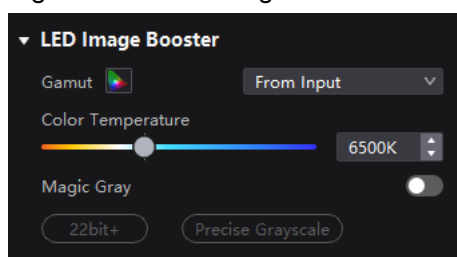 LED Image Booster
Gamut From Input
Color Temperature
6500K
Magic Gray
22bit+ Precise Grayscale